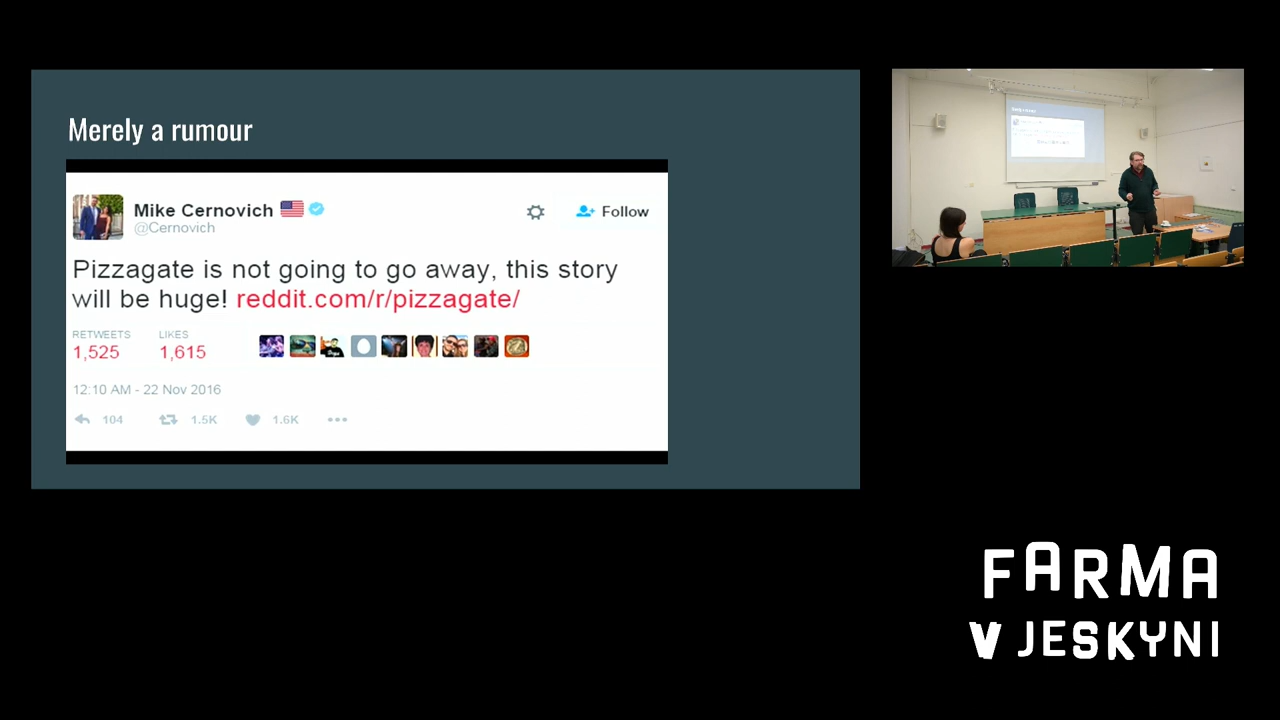 Merely a rumour
Mike Cernovich
@Cernovich
Follow
Pizzagate is not going to go away, this story
will be huge! reddit.com/r/pizzagate/
RETWEETS LIKES
1,525 1,615
12:10 AM - 22 Nov 2016
104 1.5K 1.6K
FARMA
V JESKYNI